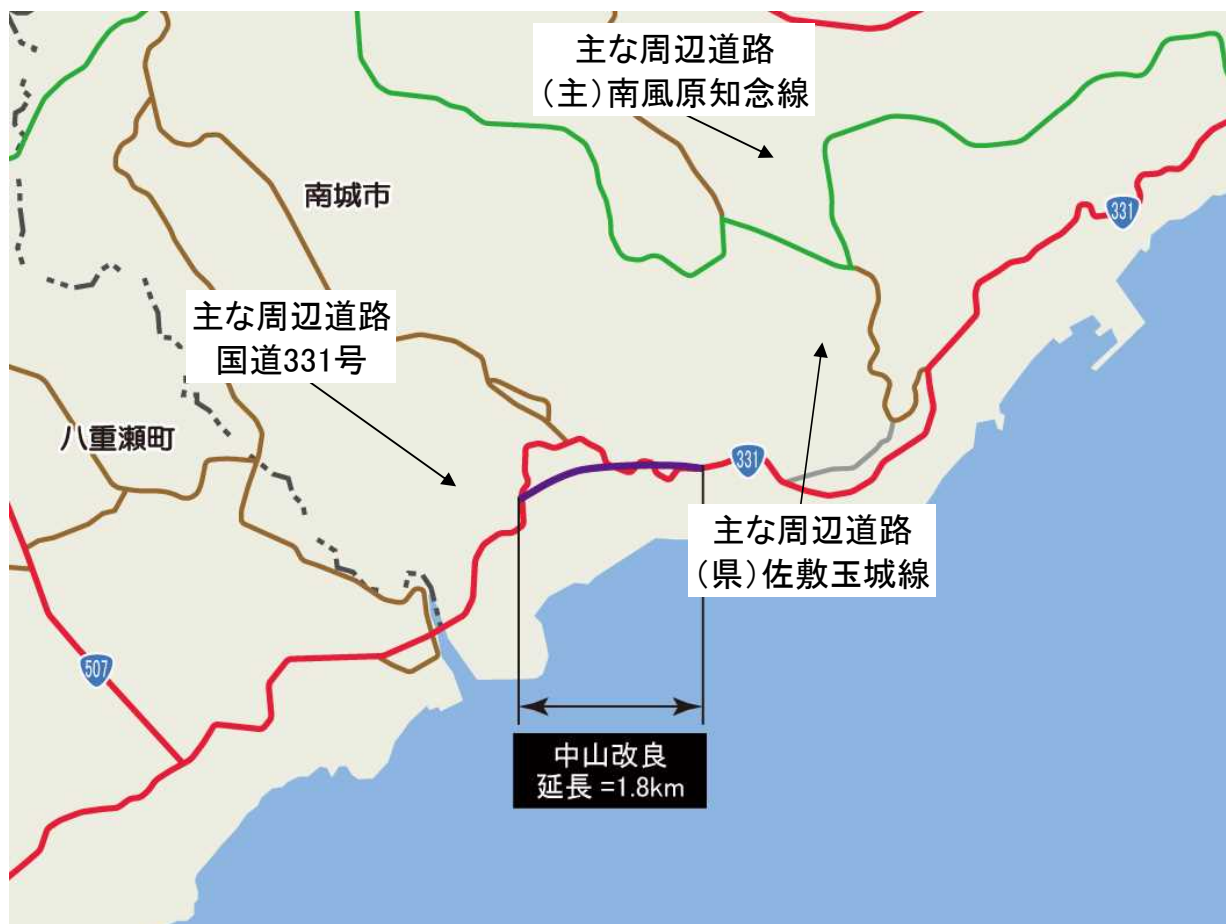 主な周辺道路
(主)南風原知念線
331
南城市
主な周辺道路
国道331号
八重瀬町
331
主な周辺道路
(県)佐敷玉城線
507
中山改良
延長 =1.8km